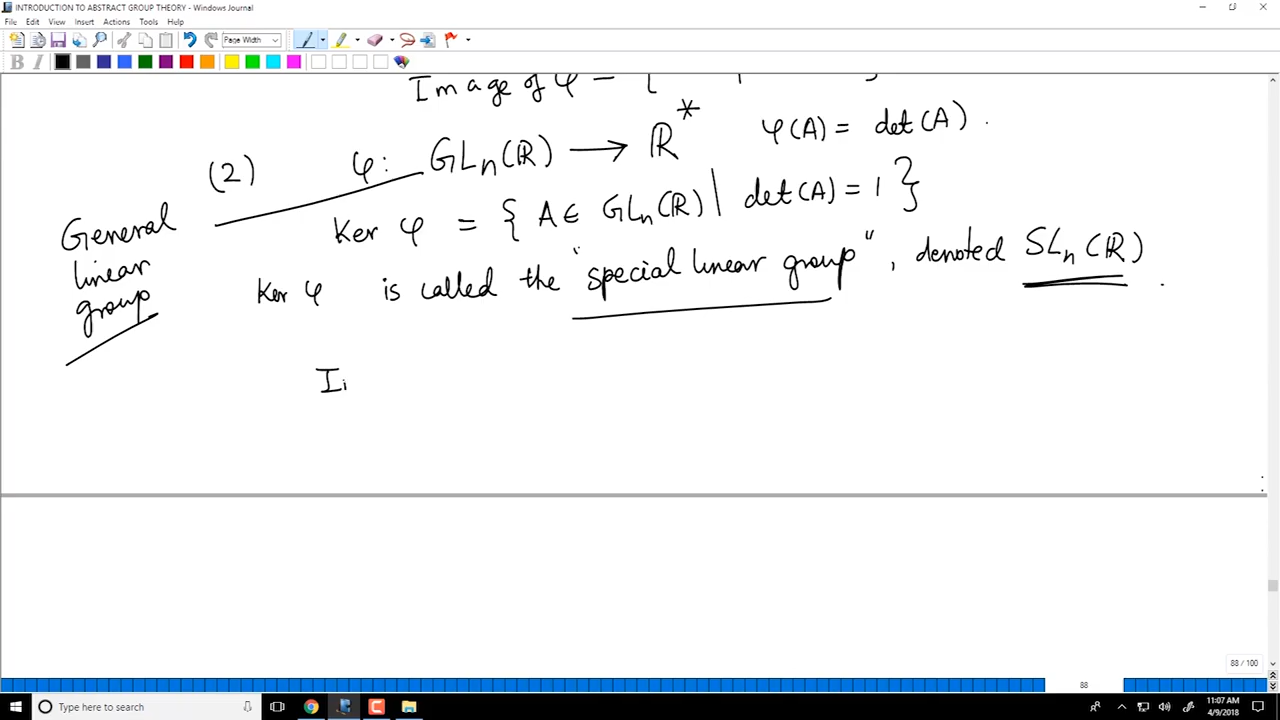 INTRODUCTION TO ABSTRACT GROUP THEORY - Windows Journal
File Edit View Insert Actions Tools Help
Page Width
B I
Image of φ = {
(2) φ: GLn(ℝ) ⟶ ℝ* φ(A) = det(A).
Ker φ = { A ∈ GLn(ℝ) | det(A) = 1 }
General
linear
group
Ker φ is called the "special linear group", denoted SLn(ℝ).
88 / 100
88
Type here to search
11:07 AM
4/9/2018